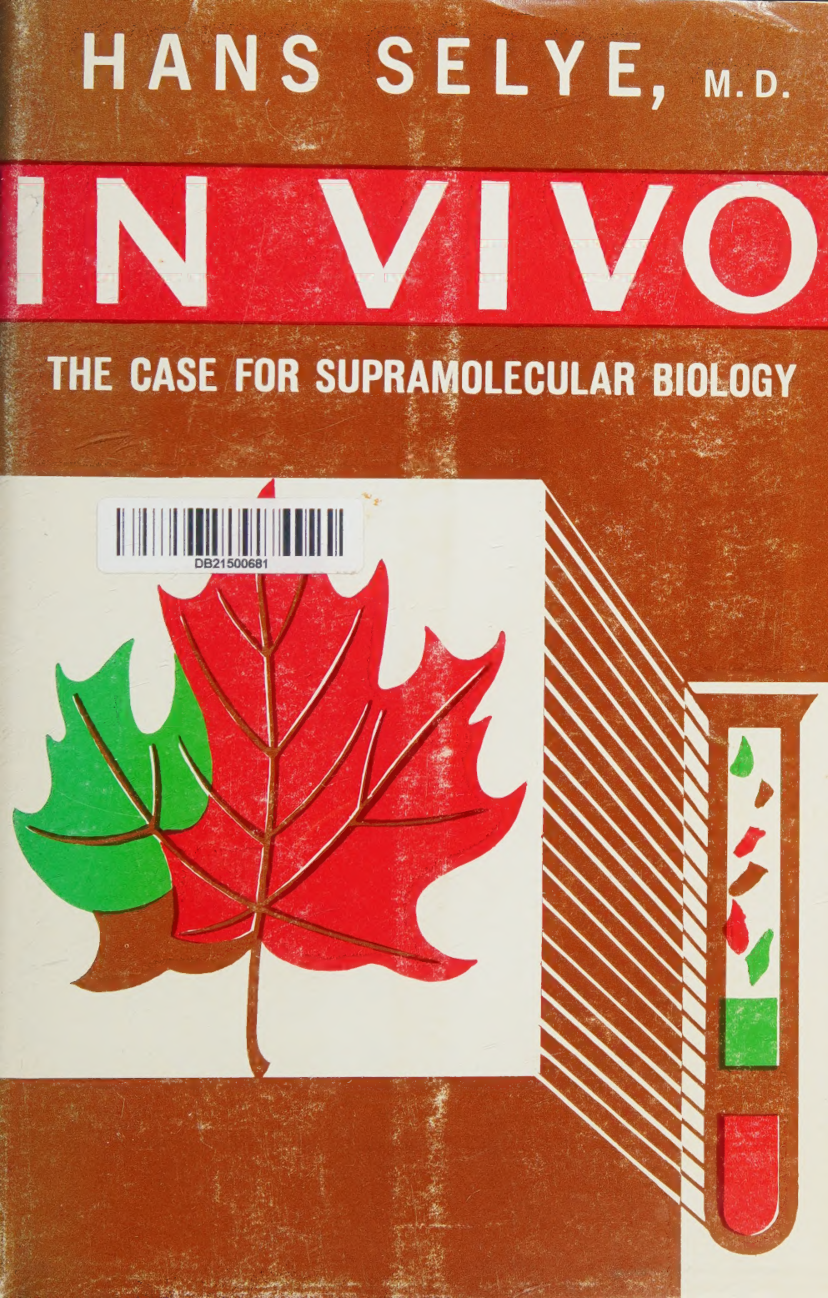 HANS SELYE, M.D.
IN VIVO
THE CASE FOR SUPRAMOLECULAR BIOLOGY
DB21500681